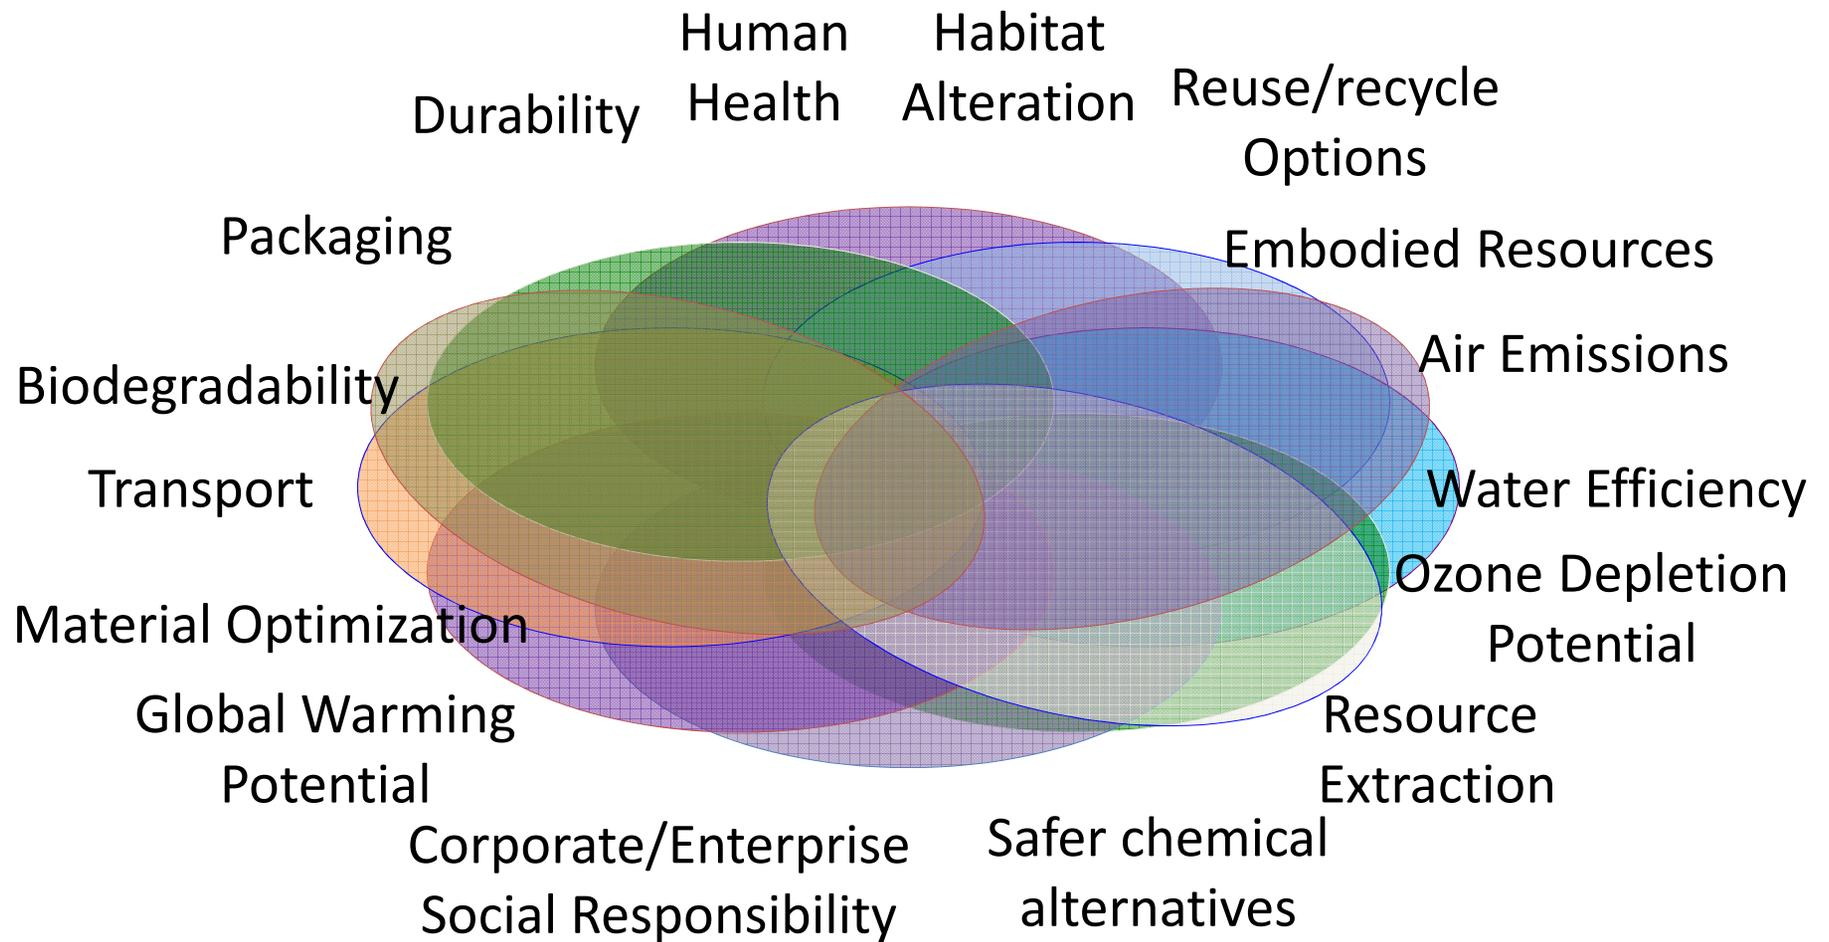 Human
Health
Habitat
Alteration
Reuse/recycle
Options
Durability
Packaging
Embodied Resources
Biodegradability
Air Emissions
Transport
Water Efficiency
Ozone Depletion
Potential
Material Optimization
Global Warming
Potential
Resource
Extraction
Corporate/Enterprise
Social Responsibility
Safer chemical
alternatives